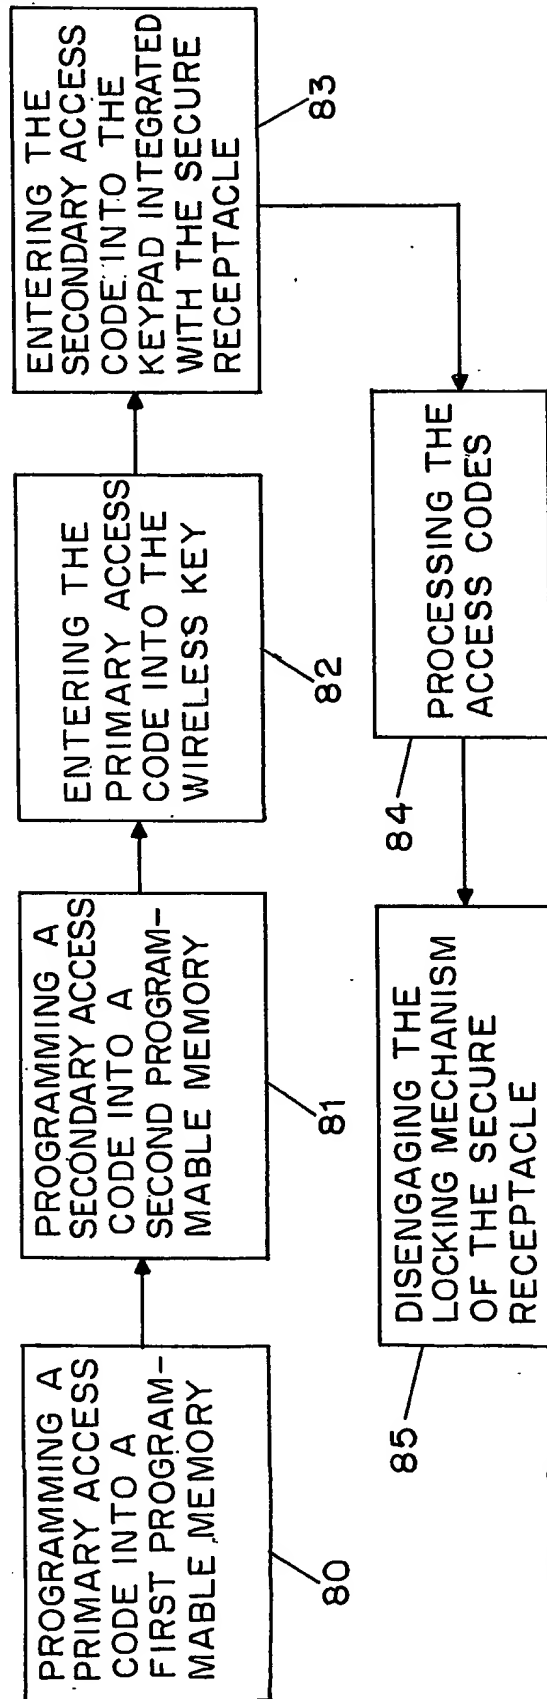 PROGRAMMING A
PRIMARY ACCESS
CODE INTO A
FIRST PROGRAM-
MABLE MEMORY
80
PROGRAMMING A
SECONDARY ACCESS
CODE INTO A
SECOND PROGRAM-
MABLE MEMORY
81
ENTERING THE
PRIMARY ACCESS
CODE INTO THE
WIRELESS KEY
82
ENTERING THE
SECONDARY ACCESS
CODE INTO THE
KEYPAD INTEGRATED
WITH THE SECURE
RECEPTACLE
83
PROCESSING THE
ACCESS CODES
84
DISENGAGING THE
LOCKING MECHANISM
OF THE SECURE
RECEPTACLE
85